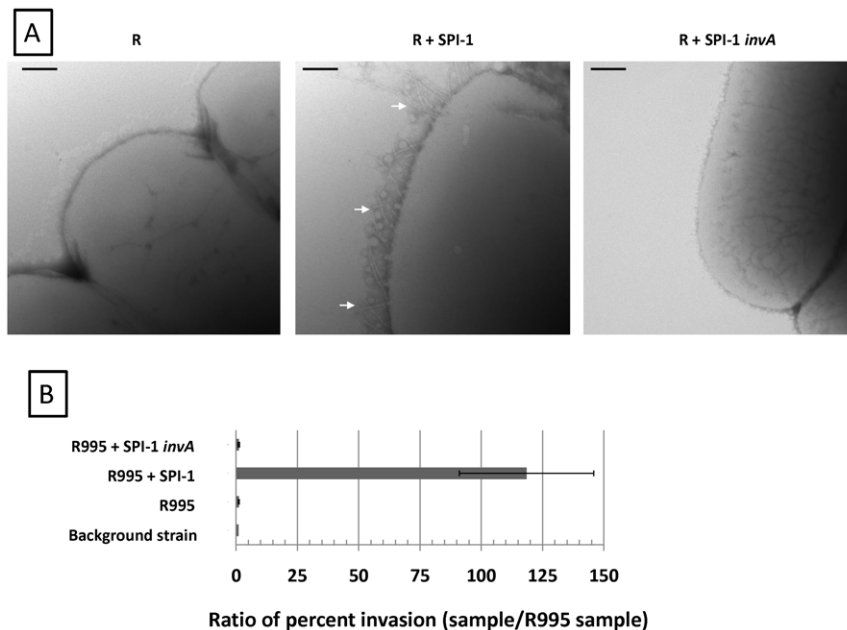 A
R
R + SPI-1
R + SPI-1 invA
B
R995 + SPI-1 invA
R995 + SPI-1
R995
Background strain
0 25 50 75 100 125 150
Ratio of percent invasion (sample/R995 sample)